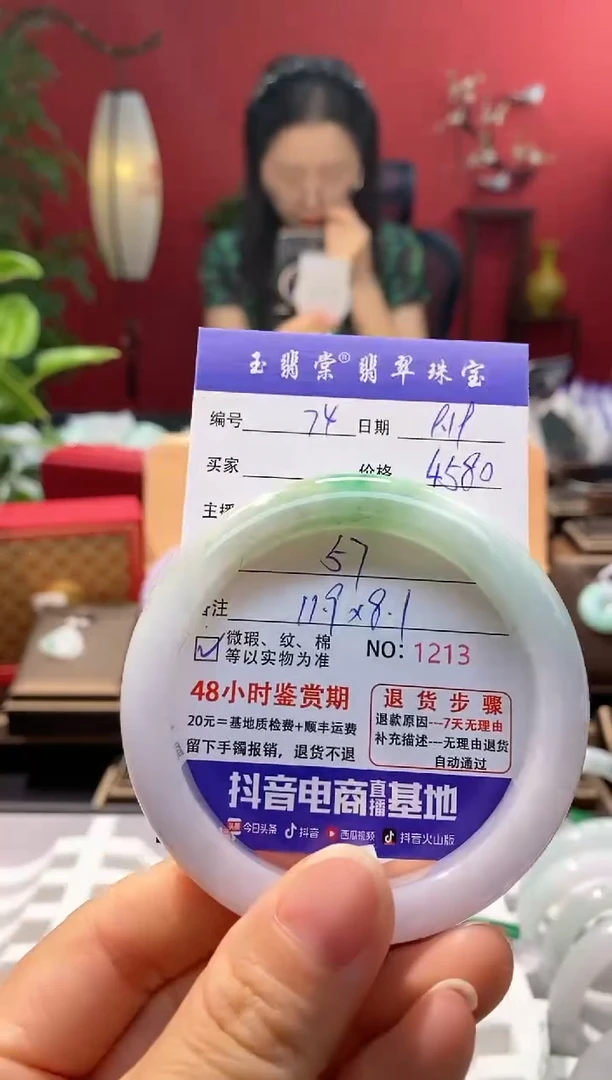 玉翡棠®翡翠珠宝
编号 74 日期
买家 价格 4580
主播
57
备注 11.9×8.1
☑ 微瑕、纹、棉
等以实物为准
NO: 1213
48小时鉴赏期
20元=基地质检费+顺丰运费
留下手镯报销，退货不退
退货步骤
退款原因---7天无理由
补充描述---无理由退货
自动通过
抖音电商直播基地
头条 今日头条 抖音 西瓜视频 抖音火山版